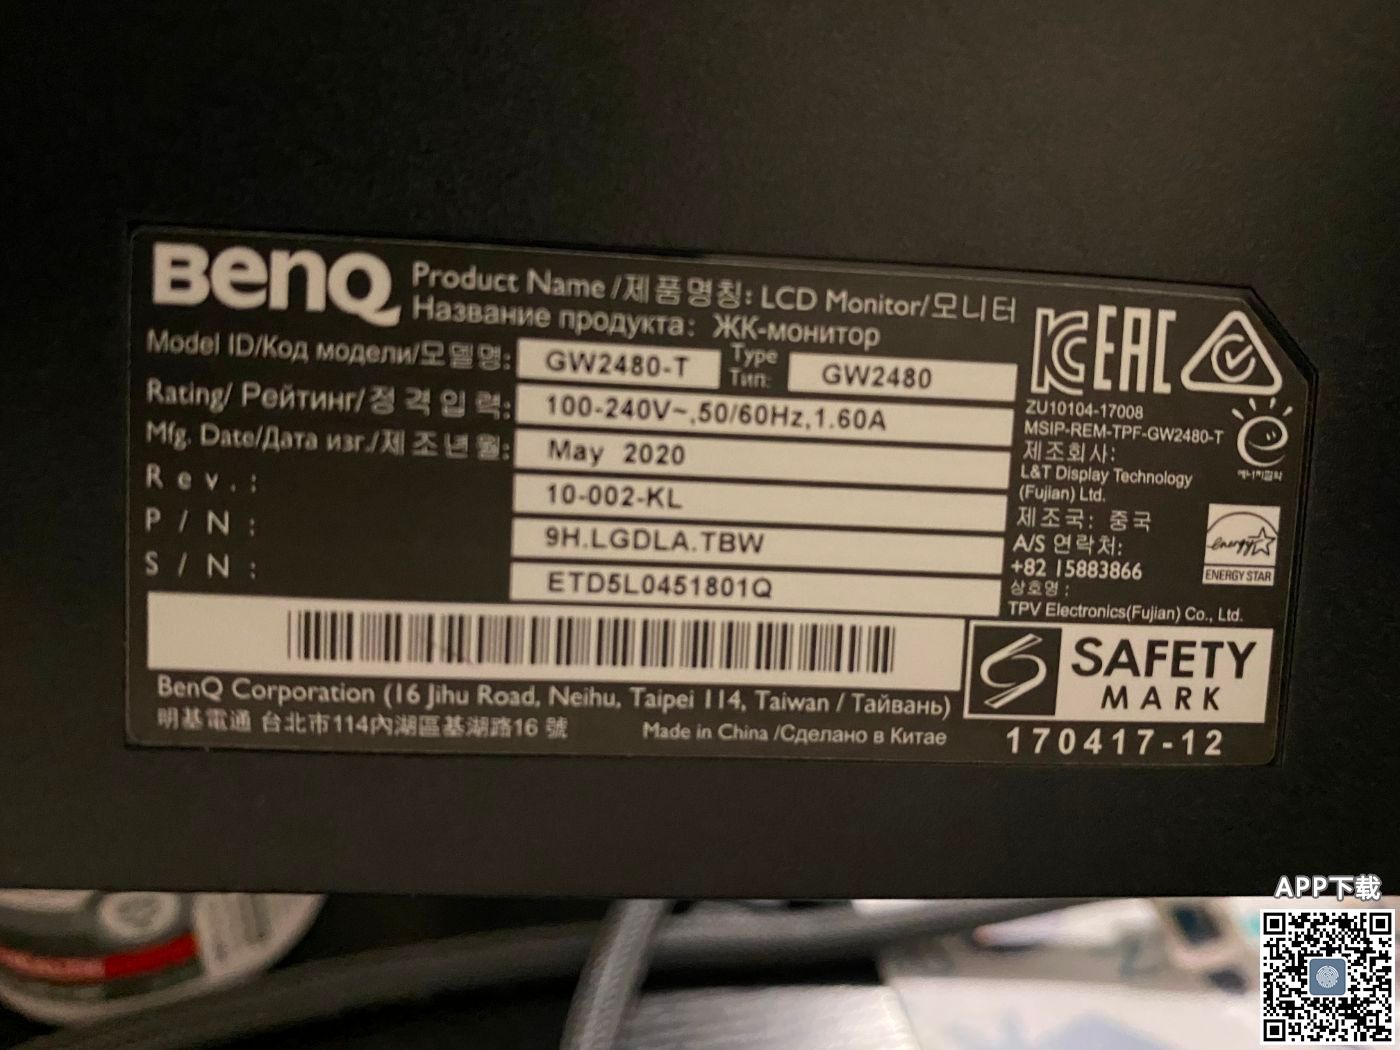 BenQ
Product Name /제품명칭: LCD Monitor/모니터
Название продукта: ЖК-монитор
Model ID/Код модели/모델명: GW2480-T Type Тип: GW2480
Rating/ Рейтинг/정격입력: 100-240V~,50/60Hz,1.60A
Mfg. Date/Дата изг./제조년월: May 2020
Rev.: 10-002-KL
P/N: 9H.LGDLA.TBW
S/N: ETD5L0451801Q
BenQ Corporation (16 Jihu Road, Neihu, Taipei 114, Taiwan / Тайвань)
明基電通 台北市114內湖區基湖路16 號
Made in China /Сделано в Китае
EAC
ZU10104-17008
MSIP-REM-TPF-GW2480-T
제조회사:
L&T Display Technology
(Fujian) Ltd.
제조국: 중국
A/S 연락처:
+82 15883866
상호명:
TPV Electronics(Fujian) Co., Ltd.
energy
ENERGY STAR
SAFETY
MARK
170417-12
APP下载